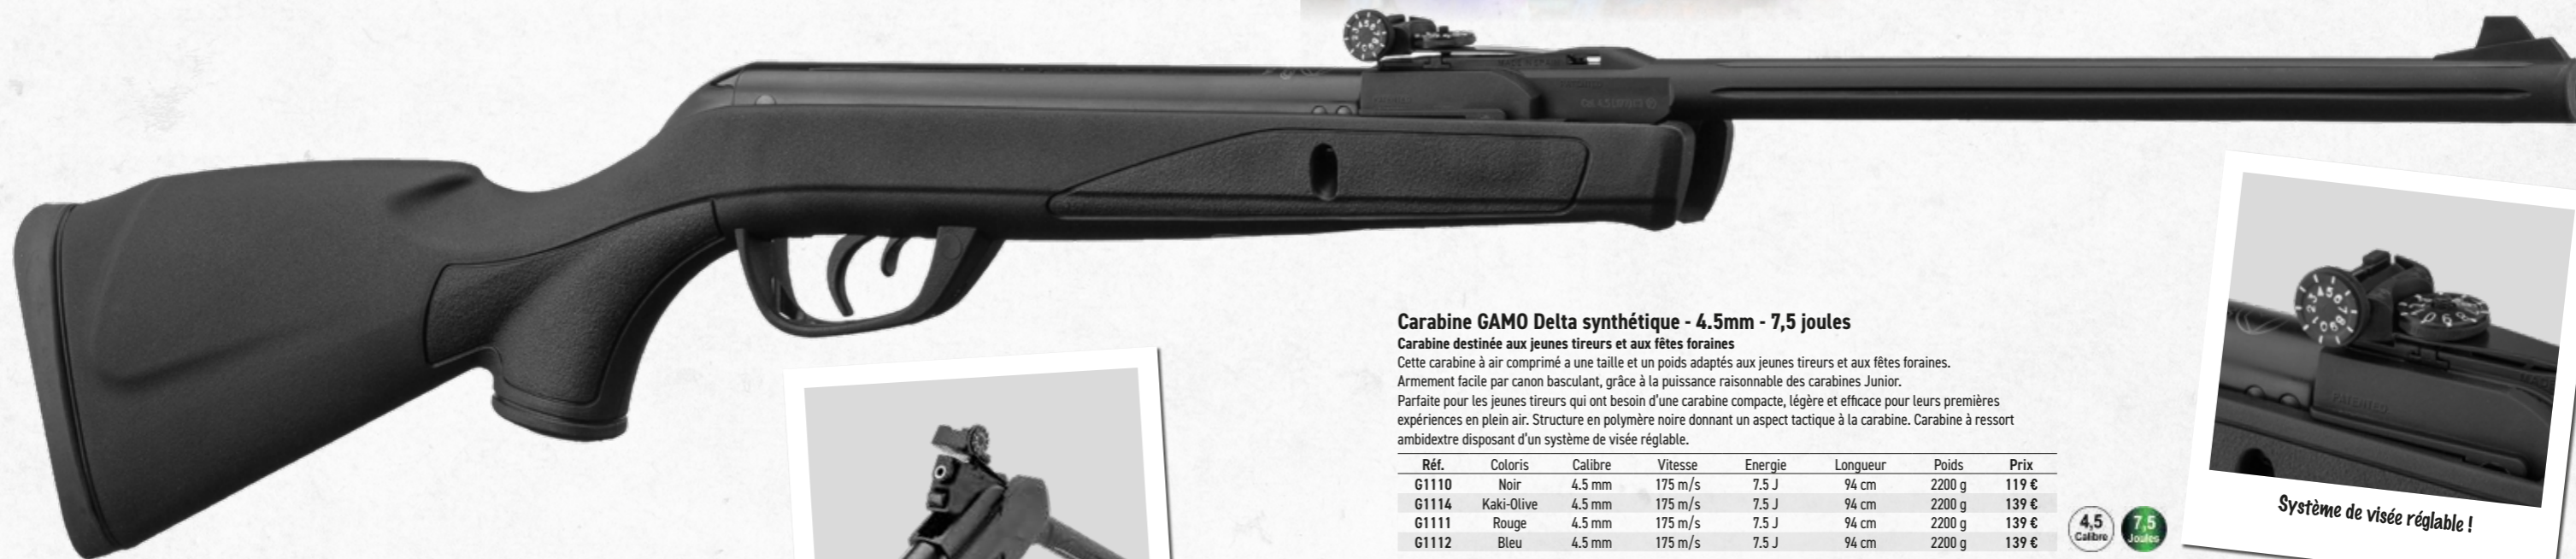 Carabine GAMO Delta synthétique - 4.5mm - 7,5 joules
Carabine destinée aux jeunes tireurs et aux fêtes foraines
Cette carabine à air comprimé a une taille et un poids adaptés aux jeunes tireurs et aux fêtes foraines.
Armement facile par canon basculant, grâce à la puissance raisonnable des carabines Junior.
Parfaite pour les jeunes tireurs qui ont besoin d'une carabine compacte, légère et efficace pour leurs premières
expériences en plein air. Structure en polymère noire donnant un aspect tactique à la carabine. Carabine à ressort
ambidextre disposant d'un système de visée réglable.
Réf. Coloris Calibre Vitesse Energie Longueur Poids Prix
G1110 Noir 4.5 mm 175 m/s 7.5 J 94 cm 2200 g 119 €
G1114 Kaki-Olive 4.5 mm 175 m/s 7.5 J 94 cm 2200 g 139 €
G1111 Rouge 4.5 mm 175 m/s 7.5 J 94 cm 2200 g 139 €
G1112 Bleu 4.5 mm 175 m/s 7.5 J 94 cm 2200 g 139 €
4,5
Calibre
7,5
Joules
PATENTED
Système de visée réglable !